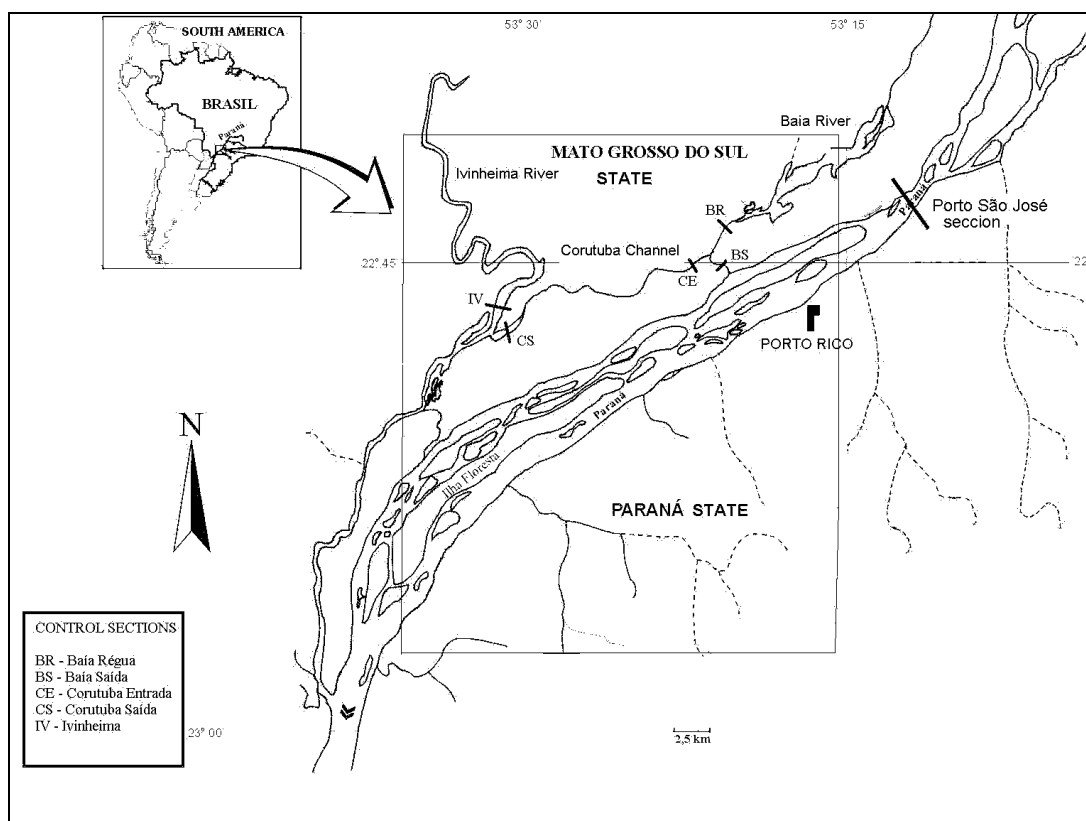 SOUTH AMERICA
BRASIL
Paraná
53° 30
53° 15
Baia River
MATO GROSSO DO SUL
STATE
Ivinheima River
Paraná
Porto São José
seccion
BR
Corutuba Channel
BS
22° 45
22
CE
IV
CS
PORTO RICO
Paraná
N
Ilha Floresta
PARANÁ STATE
CONTROL SECTIONS
BR - Baía Régua
BS - Baía Saída
CE - Corutuba Entrada
CS - Corutuba Saída
IV - Ivinheima
23° 00
2,5 km